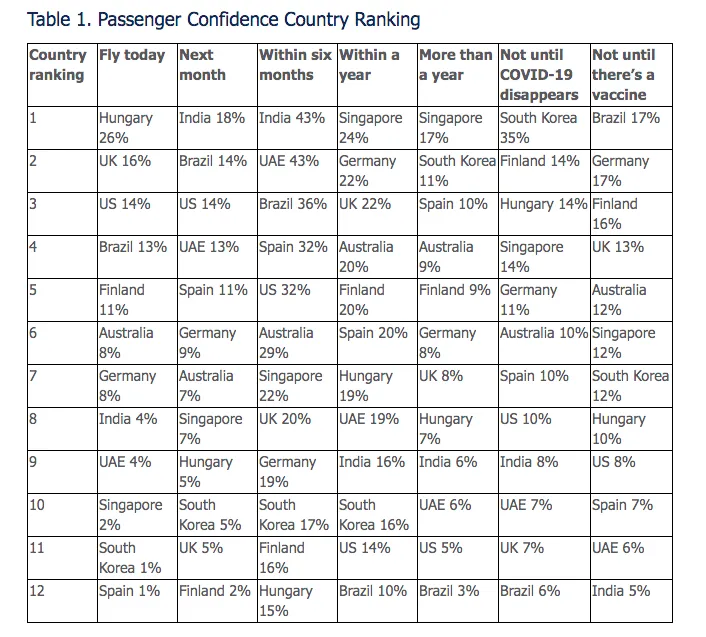 Table 1. Passenger Confidence Country Ranking
Country ranking | Fly today | Next month | Within six months | Within a year | More than a year | Not until COVID-19 disappears | Not until there's a vaccine
1 | Hungary 26% | India 18% | India 43% | Singapore 24% | Singapore 17% | South Korea 35% | Brazil 17%
2 | UK 16% | Brazil 14% | UAE 43% | Germany 22% | South Korea 11% | Finland 14% | Germany 17%
3 | US 14% | US 14% | Brazil 36% | UK 22% | Spain 10% | Hungary 14% | Finland 16%
4 | Brazil 13% | UAE 13% | Spain 32% | Australia 20% | Australia 9% | Singapore 14% | UK 13%
5 | Finland 11% | Spain 11% | US 32% | Finland 20% | Finland 9% | Germany 11% | Australia 12%
6 | Australia 8% | Germany 9% | Australia 29% | Spain 20% | Germany 8% | Australia 10% | Singapore 12%
7 | Germany 8% | Australia 7% | Singapore 22% | Hungary 19% | UK 8% | Spain 10% | South Korea 12%
8 | India 4% | Singapore 7% | UK 20% | UAE 19% | Hungary 7% | US 10% | Hungary 10%
9 | UAE 4% | Hungary 5% | Germany 19% | India 16% | India 6% | India 8% | US 8%
10 | Singapore 2% | South Korea 5% | South Korea 17% | South Korea 16% | UAE 6% | UAE 7% | Spain 7%
11 | South Korea 1% | UK 5% | Finland 16% | US 14% | US 5% | UK 7% | UAE 6%
12 | Spain 1% | Finland 2% | Hungary 15% | Brazil 10% | Brazil 3% | Brazil 6% | India 5%